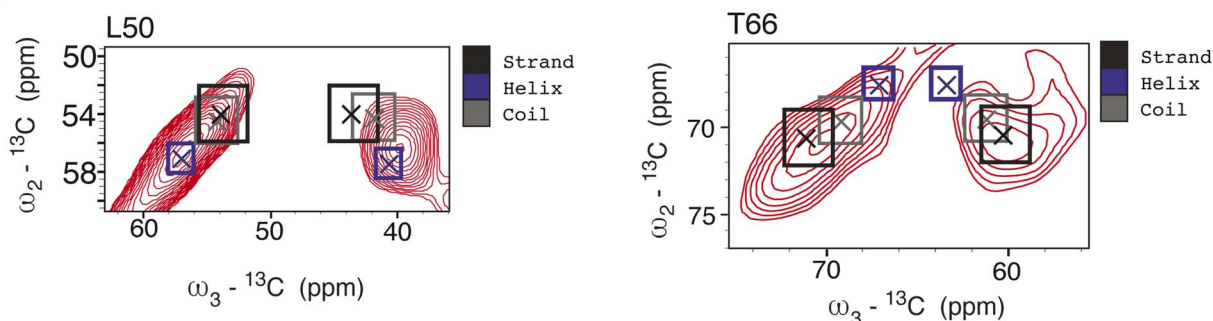 L50
50
54
58
ω2 - 13C (ppm)
60
50
40
ω3 - 13C (ppm)
Strand
Helix
Coil
T66
70
75
ω2 - 13C (ppm)
70
60
ω3 - 13C (ppm)
Strand
Helix
Coil